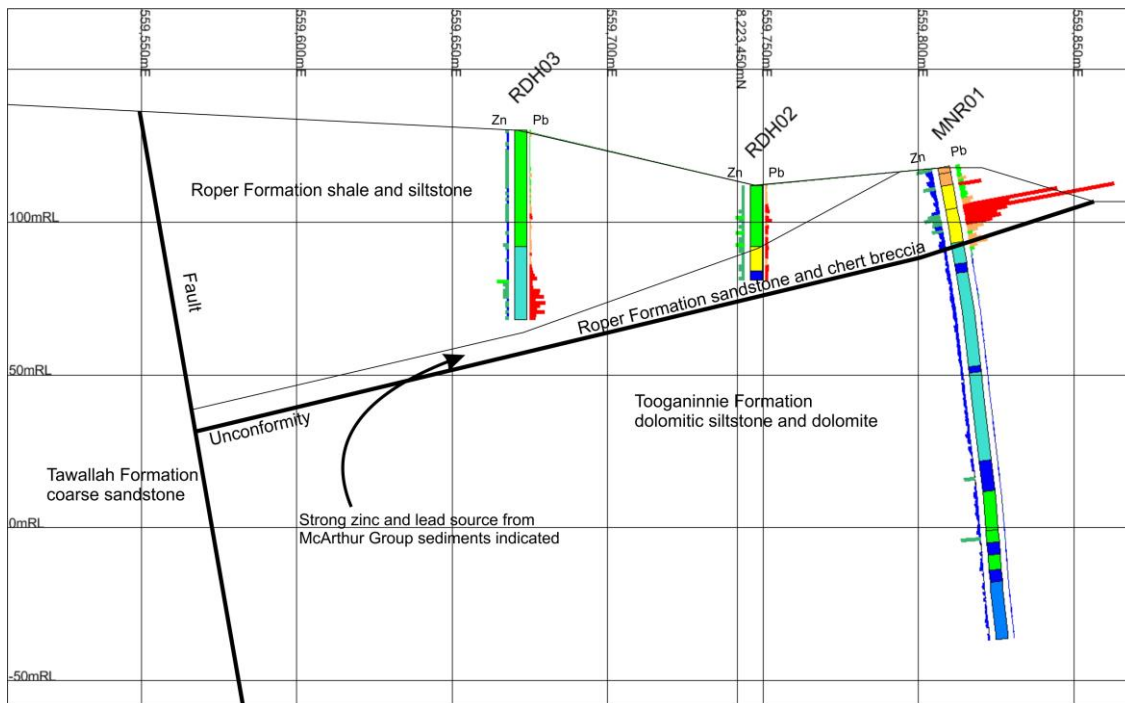 559,550mE
559,600mE
559,650mE
559,700mE
8,223,450mN
559,750mE
559,800mE
559,850mE
RDH03
RDH02
MNR01
Zn
Pb
Zn
Pb
Zn
Pb
Roper Formation shale and siltstone
100mRL
Fault
Roper Formation sandstone and chert breccia
50mRL
Unconformity
Tooganinnie Formation
dolomitic siltstone and dolomite
Tawallah Formation
coarse sandstone
Strong zinc and lead source from
McArthur Group sediments indicated
0mRL
-50mRL